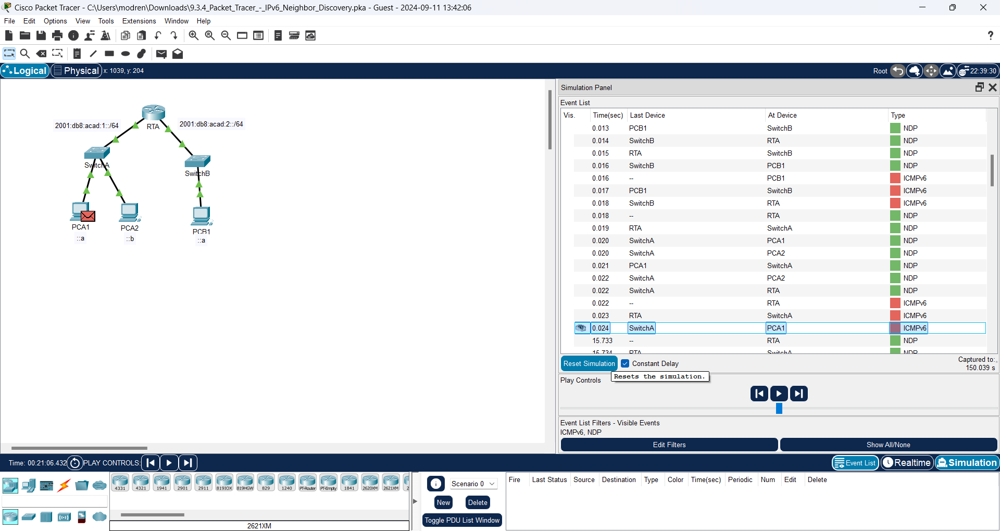 Cisco Packet Tracer - C:\Users\modren\Downloads\9.3.4_Packet_Tracer_-_IPv6_Neighbor_Discovery.pka - Guest - 2024-09-11 13:42:06
File Edit Options View Tools Extensions Window Help
?
Logical Physical x: 1039, y: 204
Root 22:39:30
2001:db8:acad:1::/64
RTA
2001:db8:acad:2::/64
SwitchA
SwitchB
PCA1
PCA2
PCB1
::a
::b
::a
Simulation Panel
Event List
Vis. Time(sec) Last Device At Device Type
0.013 PCB1 SwitchB NDP
0.014 SwitchB RTA NDP
0.015 RTA SwitchB NDP
0.016 SwitchB PCB1 NDP
0.016 -- PCB1 ICMPv6
0.017 PCB1 SwitchB ICMPv6
0.018 SwitchB RTA ICMPv6
0.018 -- RTA NDP
0.019 RTA SwitchA NDP
0.020 SwitchA PCA1 NDP
0.020 SwitchA PCA2 NDP
0.021 PCA1 SwitchA NDP
0.022 SwitchA PCA2 NDP
0.022 SwitchA RTA NDP
0.022 -- RTA ICMPv6
0.023 RTA SwitchA ICMPv6
0.024 SwitchA PCA1 ICMPv6
15.733 -- RTA NDP
15.734 RTA SwitchA NDP
Reset Simulation Constant Delay
Captured to:
150.039 s
Resets the simulation.
Play Controls
Event List Filters - Visible Events
ICMPv6, NDP
Edit Filters Show All/None
Time: 00:21:06.432 PLAY CONTROLS:
Event List Realtime Simulation
4331 4321 1941 2901 2911 819IOX 819HGW 829 1240 PT-Router PT-Empty 1841 2620XM 2621XM 2
2621XM
Scenario 0
New Delete
Toggle PDU List Window
Fire Last Status Source Destination Type Color Time(sec) Periodic Num Edit Delete